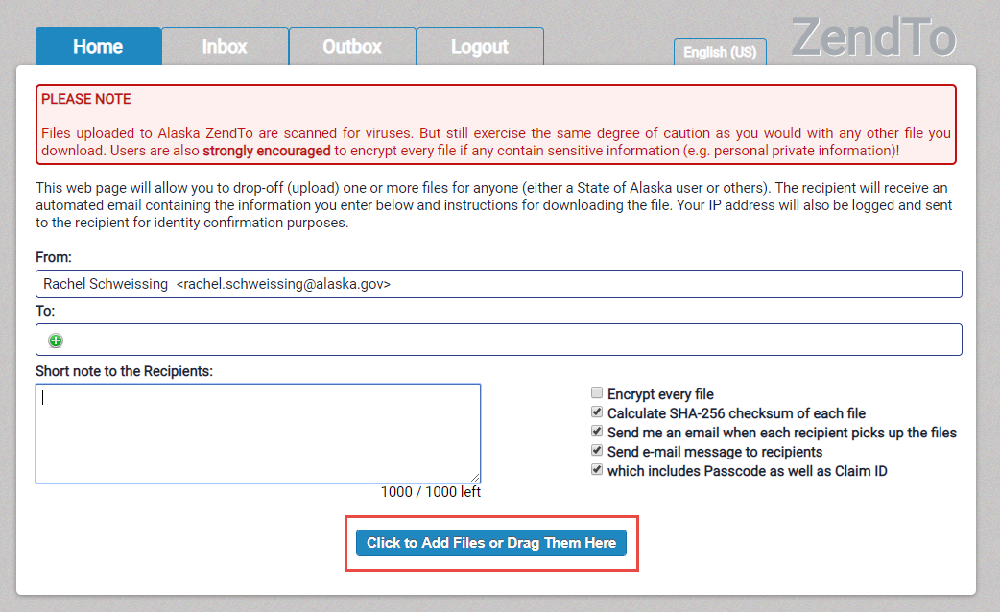 Home Inbox Outbox Logout English (US) ZendTo
PLEASE NOTE
Files uploaded to Alaska ZendTo are scanned for viruses. But still exercise the same degree of caution as you would with any other file you
download. Users are also strongly encouraged to encrypt every file if any contain sensitive information (e.g. personal private information)!
This web page will allow you to drop-off (upload) one or more files for anyone (either a State of Alaska user or others). The recipient will receive an
automated email containing the information you enter below and instructions for downloading the file. Your IP address will also be logged and sent
to the recipient for identity confirmation purposes.
From:
Rachel Schweissing <rachel.schweissing@alaska.gov>
To:
Short note to the Recipients:
1000 / 1000 left
Encrypt every file
Calculate SHA-256 checksum of each file
Send me an email when each recipient picks up the files
Send e-mail message to recipients
which includes Passcode as well as Claim ID
Click to Add Files or Drag Them Here